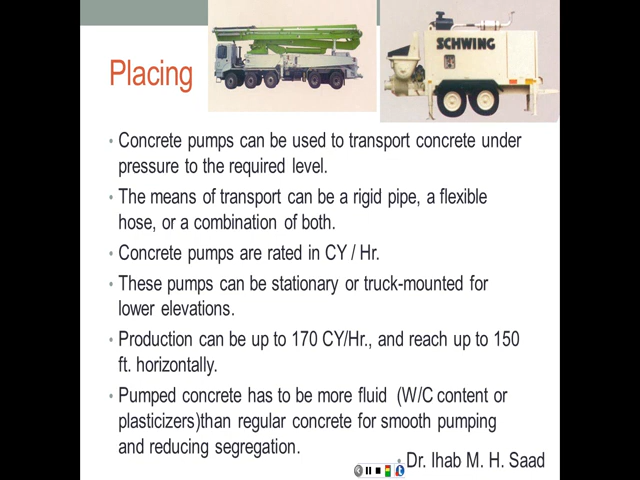 SCHWING
Placing
• Concrete pumps can be used to transport concrete under
pressure to the required level.
• The means of transport can be a rigid pipe, a flexible
hose, or a combination of both.
• Concrete pumps are rated in CY / Hr.
• These pumps can be stationary or truck-mounted for
lower elevations.
• Production can be up to 170 CY/Hr., and reach up to 150
ft. horizontally.
• Pumped concrete has to be more fluid (W/C content or
plasticizers)than regular concrete for smooth pumping
and reducing segregation.
• Dr. Ihab M. H. Saad